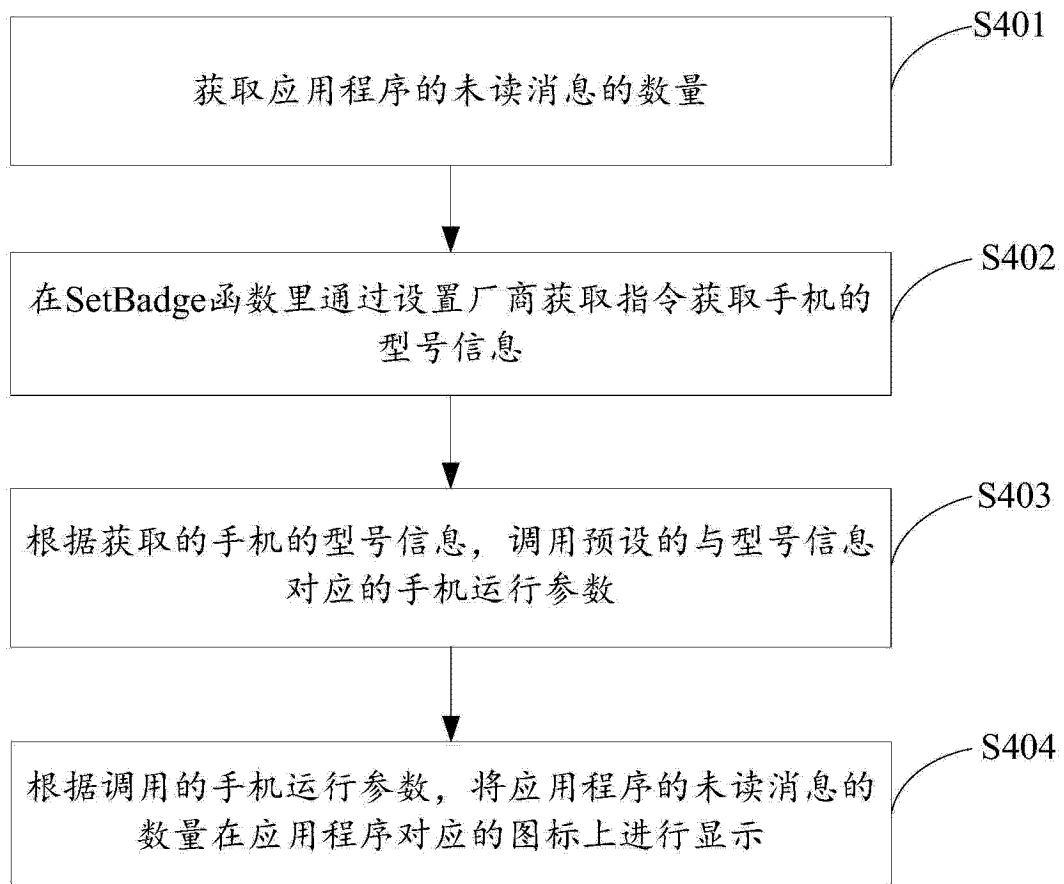 S401
获取应用程序的未读消息的数量
S402
在SetBadge函数里通过设置厂商获取指令获取手机的
型号信息
S403
根据获取的手机的型号信息，调用预设的与型号信息
对应的手机运行参数
S404
根据调用的手机运行参数，将应用程序的未读消息的
数量在应用程序对应的图标上进行显示